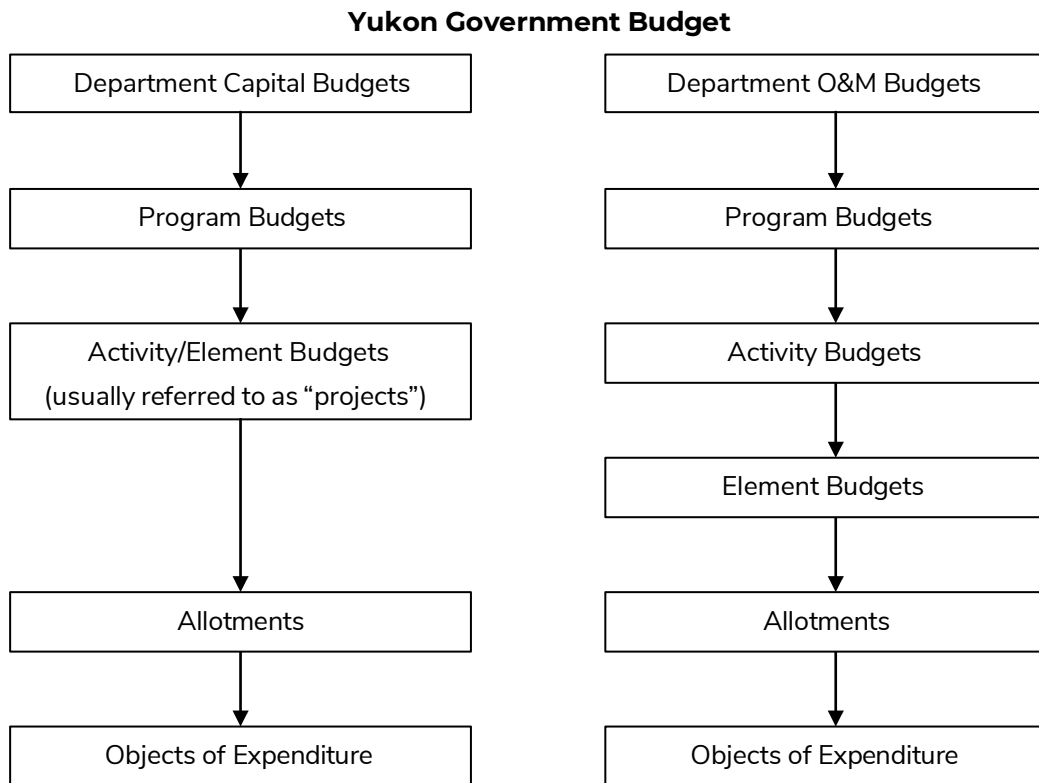 Yukon Government Budget
Department Capital Budgets
Program Budgets
Activity/Element Budgets
(usually referred to as “projects”)
Allotments
Objects of Expenditure
Department O&M Budgets
Program Budgets
Activity Budgets
Element Budgets
Allotments
Objects of Expenditure